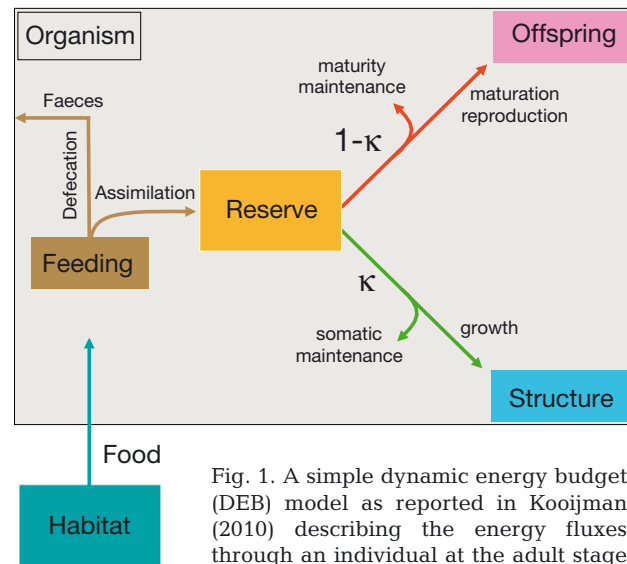 Organism
Offspring
maturity
maintenance
Faeces
maturation
reproduction
1-κ
Defecation
Assimilation
Reserve
Feeding
κ
somatic
maintenance
growth
Structure
Food
Habitat
Fig. 1. A simple dynamic energy budget
(DEB) model as reported in Kooijman
(2010) describing the energy fluxes
through an individual at the adult stage